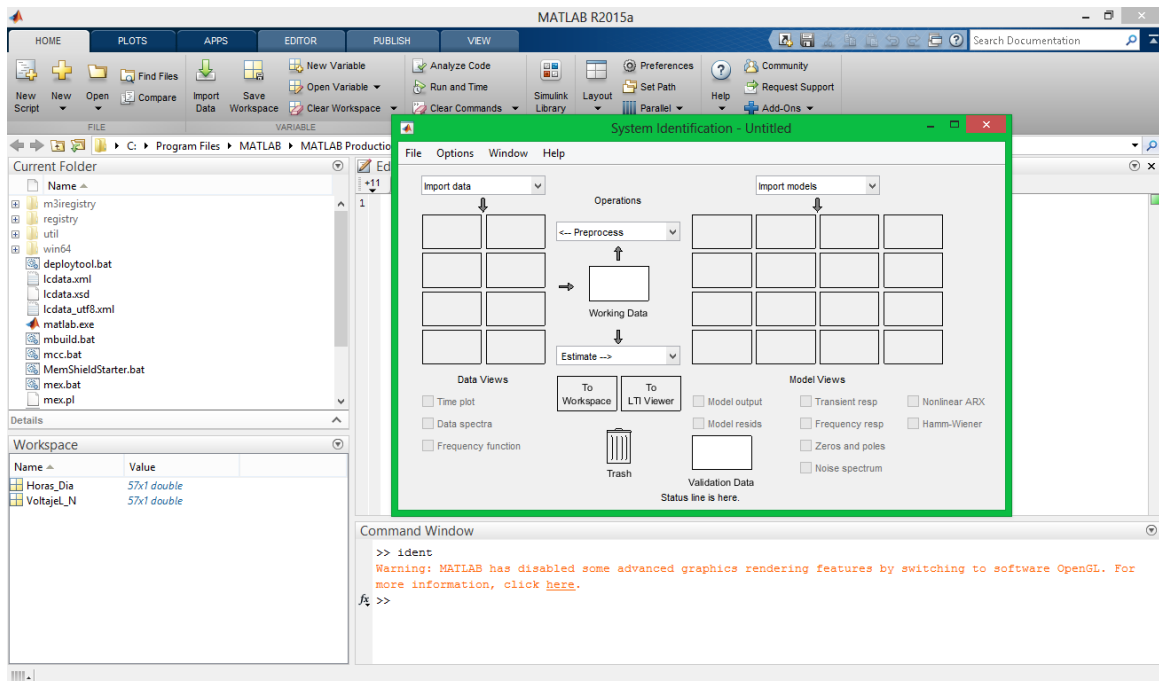 MATLAB R2015a
HOME PLOTS APPS EDITOR PUBLISH VIEW
Search Documentation
New Script
New
Open
Find Files
Compare
Import Data
Save Workspace
New Variable
Open Variable
Clear Workspace
Analyze Code
Run and Time
Clear Commands
Simulink Library
Layout
Preferences
Set Path
Parallel
Help
Community
Request Support
Add-Ons
FILE
VARIABLE
C: Program Files MATLAB MATLAB Productio
Current Folder
Name
m3iregistry
registry
util
win64
deploytool.bat
lcdata.xml
lcdata.xsd
lcdata_utf8.xml
matlab.exe
mbuild.bat
mcc.bat
MemShieldStarter.bat
mex.bat
mex.pl
Details
Workspace
Name Value
Horas_Dia 57x1 double
VoltajeL_N 57x1 double
Ed
+11
1
System Identification - Untitled
File Options Window Help
Import data
Operations
Import models
<-- Preprocess
Working Data
Estimate -->
Data Views
To Workspace
To LTI Viewer
Model Views
Time plot
Data spectra
Frequency function
Trash
Model output
Model resids
Transient resp
Frequency resp
Zeros and poles
Noise spectrum
Nonlinear ARX
Hamm-Wiener
Validation Data
Status line is here.
Command Window
>> ident
Warning: MATLAB has disabled some advanced graphics rendering features by switching to software OpenGL. For
more information, click here.
fx >>